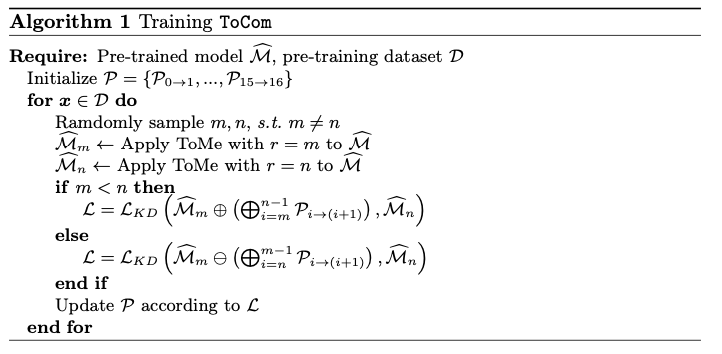 Algorithm 1 Training ToCom
Require: Pre-trained model $\widehat{\mathcal{M}}$, pre-training dataset $\mathcal{D}$
Initialize $\mathcal{P} = \{\mathcal{P}_{0\to1}, ..., \mathcal{P}_{15\to16}\}$
for $\boldsymbol{x} \in \mathcal{D}$ do
Ramdomly sample $m, n$, s.t. $m \neq n$
$\widehat{\mathcal{M}}_m \leftarrow$ Apply ToMe with $r = m$ to $\widehat{\mathcal{M}}$
$\widehat{\mathcal{M}}_n \leftarrow$ Apply ToMe with $r = n$ to $\widehat{\mathcal{M}}$
if $m < n$ then
$\mathcal{L} = \mathcal{L}_{KD}\left(\widehat{\mathcal{M}}_m \oplus \left(\bigoplus_{i=m}^{n-1} \mathcal{P}_{i\to(i+1)}\right), \widehat{\mathcal{M}}_n\right)$
else
$\mathcal{L} = \mathcal{L}_{KD}\left(\widehat{\mathcal{M}}_m \ominus \left(\bigoplus_{i=n}^{m-1} \mathcal{P}_{i\to(i+1)}\right), \widehat{\mathcal{M}}_n\right)$
end if
Update $\mathcal{P}$ according to $\mathcal{L}$
end for